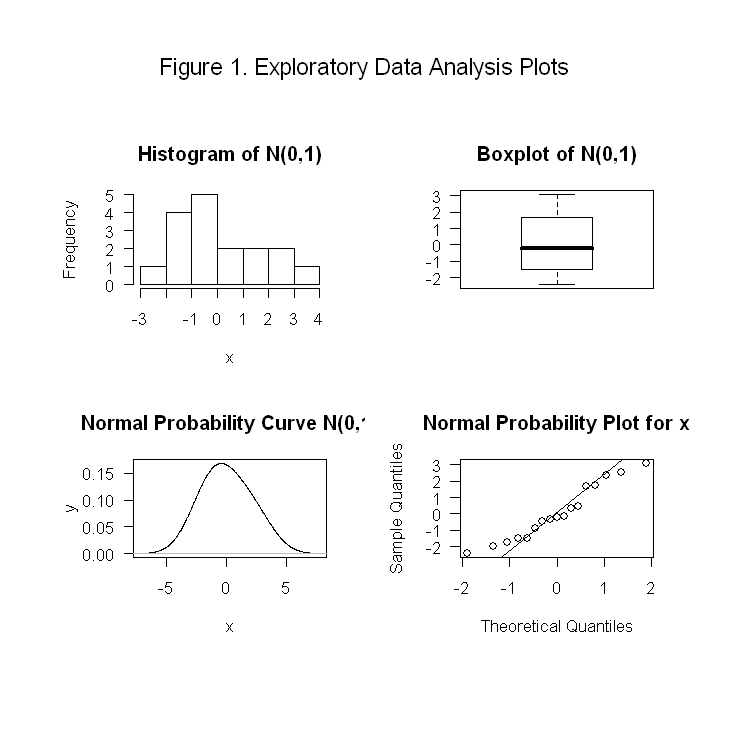 Figure 1. Exploratory Data Analysis Plots
Histogram of N(0,1)
Frequency
5
4
3
2
1
0
-3 -1 0 1 2 3 4
x
Boxplot of N(0,1)
3
2
1
0
-1
-2
Normal Probability Curve N(0,
y
0.15
0.10
0.05
0.00
-5 0 5
x
Normal Probability Plot for x
Sample Quantiles
3
2
1
0
-1
-2
-2 -1 0 1 2
Theoretical Quantiles